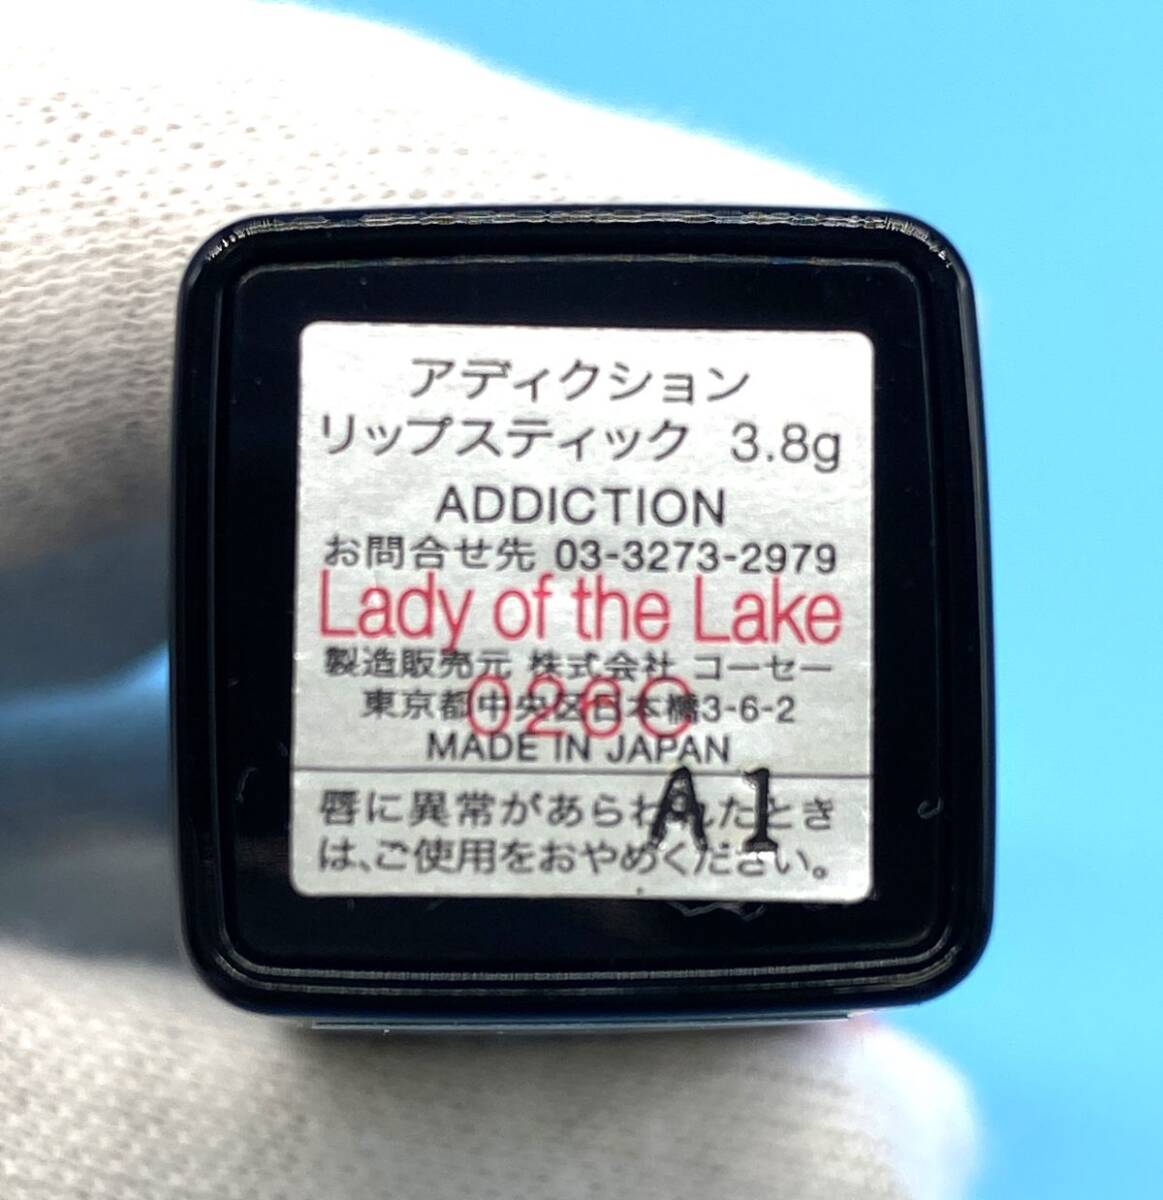 アディクション
リップスティック 3.8g
ADDICTION
お問合せ先 03-3273-2979
Lady of the Lake
製造販売元 株式会社 コーセー
026C
東京都中央区日本橋3-6-2
MADE IN JAPAN
A1
唇に異常があらわれたとき
は、ご使用をおやめください。